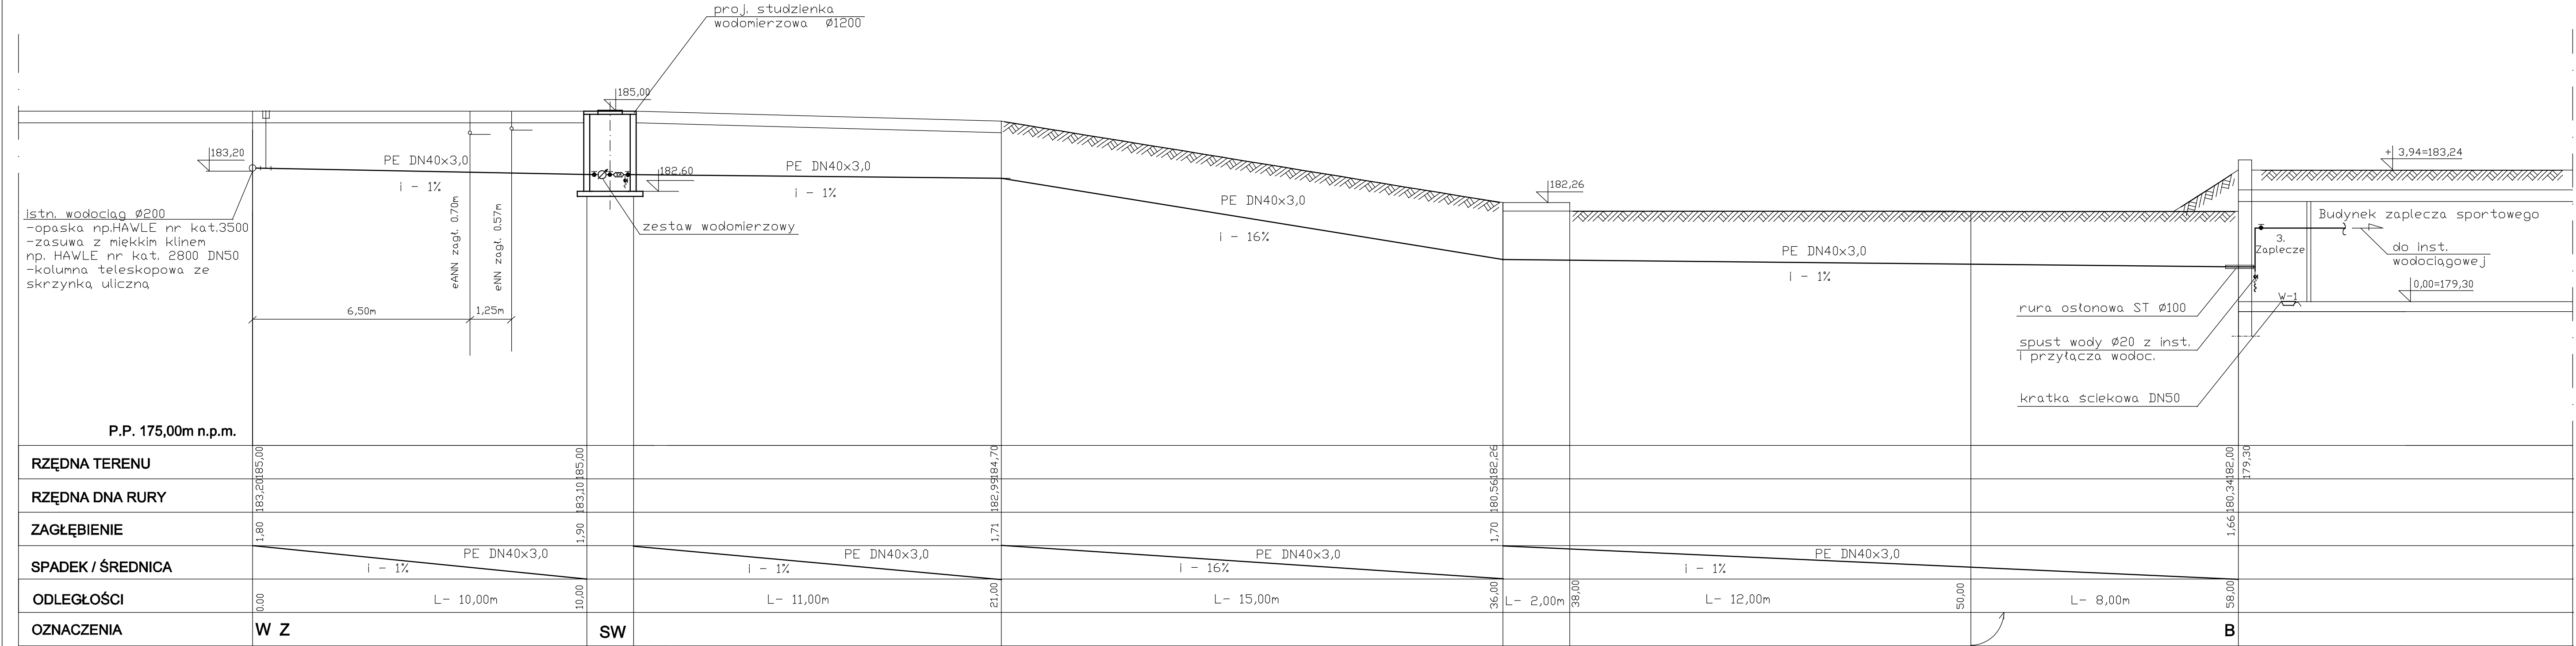 proj. studzienka
wodomierzowa Ø1200
185,00
183,20
PE DN40x3,0
i - 1%
182,60
PE DN40x3,0
i - 1%
zestaw wodomierzowy
istn. wodociąg Ø200
-opaska np.HAWLE nr kat.3500
-zasuwa z miękkim klinem
np. HAWLE nr kat. 2800 DN50
-kolumna teleskopowa ze
skrzynką uliczną
eANN zagł. 0.70m
eNN zagł. 0.57m
6,50m
1,25m
PE DN40x3,0
i - 16%
182,26
PE DN40x3,0
i - 1%
+ 3,94=183,24
Budynek zaplecza sportowego
3.
Zaplecze
do inst.
wodociągowej
0,00=179,30
W-1
rura osłonowa ST Ø100
spust wody Ø20 z inst.
i przyłącza wodoc.
kratka ściekowa DN50
P.P. 175,00m n.p.m.
RZĘDNA TERENU
185,00
185,00
184,70
182,26
182,00
179,30
RZĘDNA DNA RURY
183,20
183,10
182,99
180,56
180,34
ZAGŁĘBIENIE
1,80
1,90
1,71
1,70
1,66
SPADEK / ŚREDNICA
PE DN40x3,0
i - 1%
PE DN40x3,0
i - 1%
PE DN40x3,0
i - 16%
PE DN40x3,0
i - 1%
ODLEGŁOŚCI
0.00
L- 10,00m
10,00
L- 11,00m
21,00
L- 15,00m
36,00
L- 2,00m
38,00
L- 12,00m
50,00
L- 8,00m
58,00
OZNACZENIA
W Z
SW
B